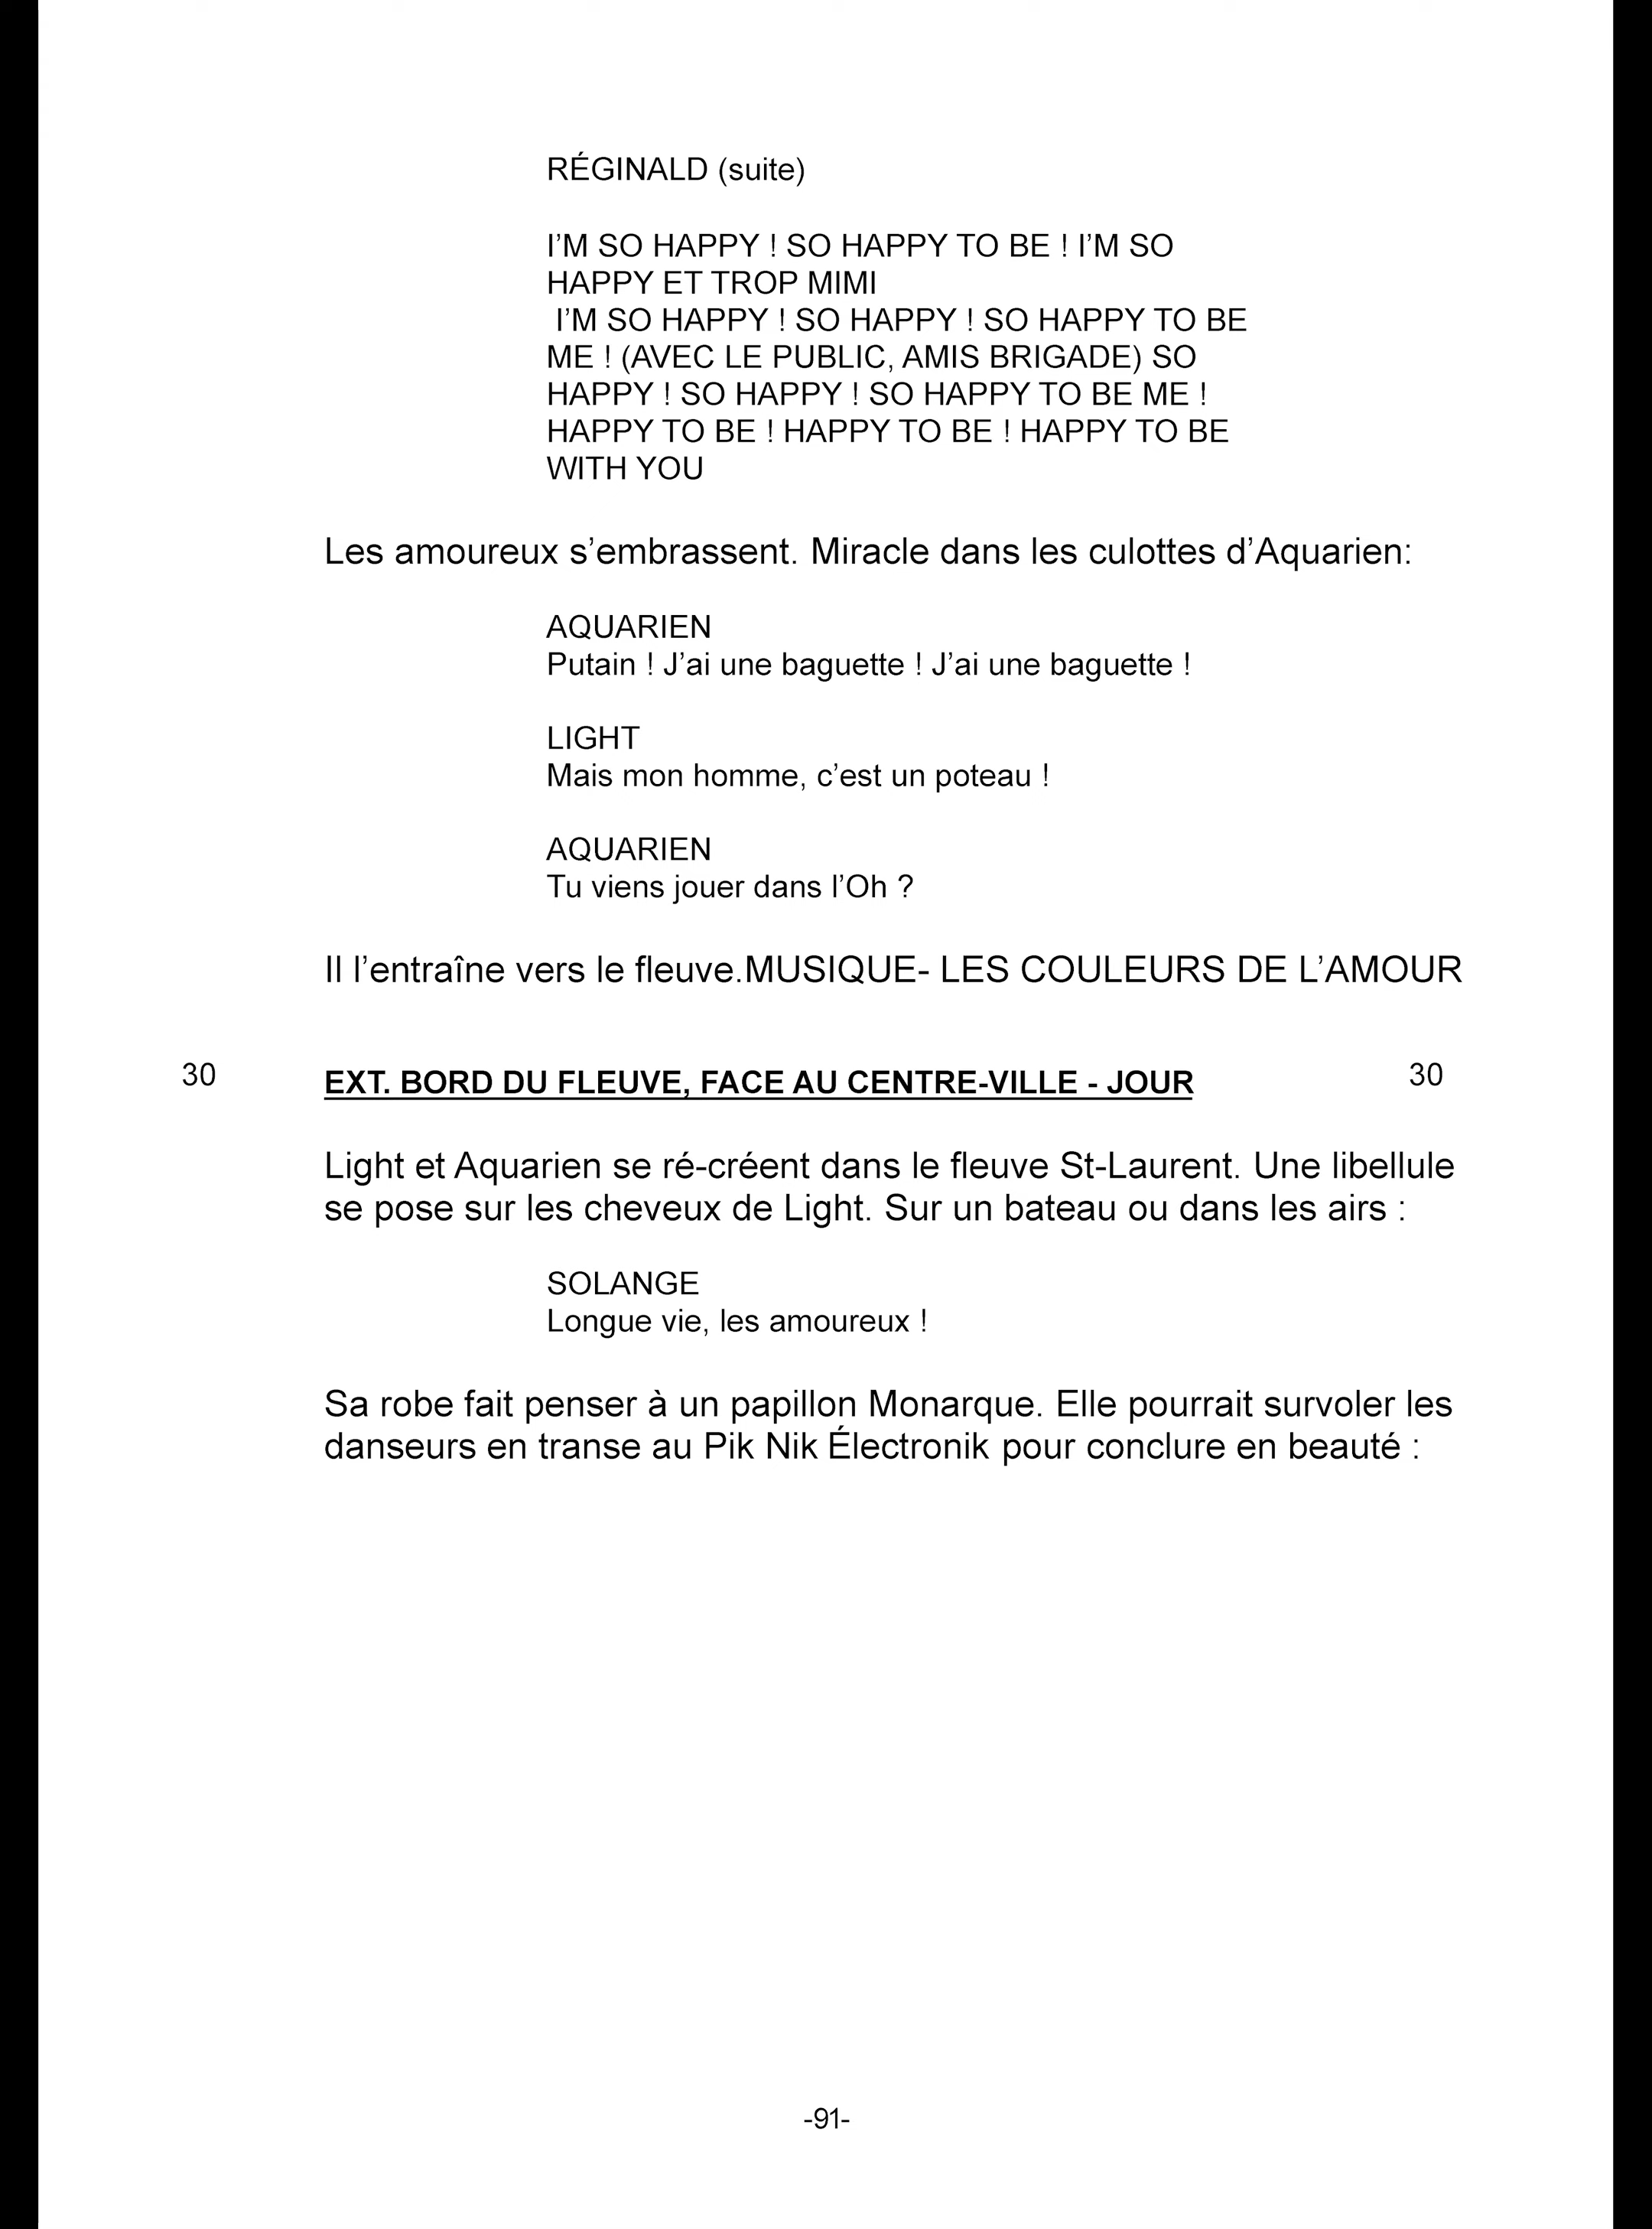 RÉGINALD (suite)
I’M SO HAPPY ! SO HAPPY TO BE ! I’M SO
HAPPY ET TROP MIMI
I’M SO HAPPY ! SO HAPPY ! SO HAPPY TO BE
ME ! (AVEC LE PUBLIC, AMIS BRIGADE) SO
HAPPY ! SO HAPPY ! SO HAPPY TO BE ME !
HAPPY TO BE ! HAPPY TO BE ! HAPPY TO BE
WITH YOU
Les amoureux s’embrassent. Miracle dans les culottes d’Aquarien:
AQUARIEN
Putain ! J’ai une baguette ! J’ai une baguette !
LIGHT
Mais mon homme, c’est un poteau !
AQUARIEN
Tu viens jouer dans l’Oh ?
Il l’entraîne vers le fleuve.MUSIQUE- LES COULEURS DE L’AMOUR
30 EXT. BORD DU FLEUVE, FACE AU CENTRE-VILLE - JOUR 30
Light et Aquarien se ré-créent dans le fleuve St-Laurent. Une libellule
se pose sur les cheveux de Light. Sur un bateau ou dans les airs :
SOLANGE
Longue vie, les amoureux !
Sa robe fait penser à un papillon Monarque. Elle pourrait survoler les
danseurs en transe au Pik Nik Électronik pour conclure en beauté :
-91-